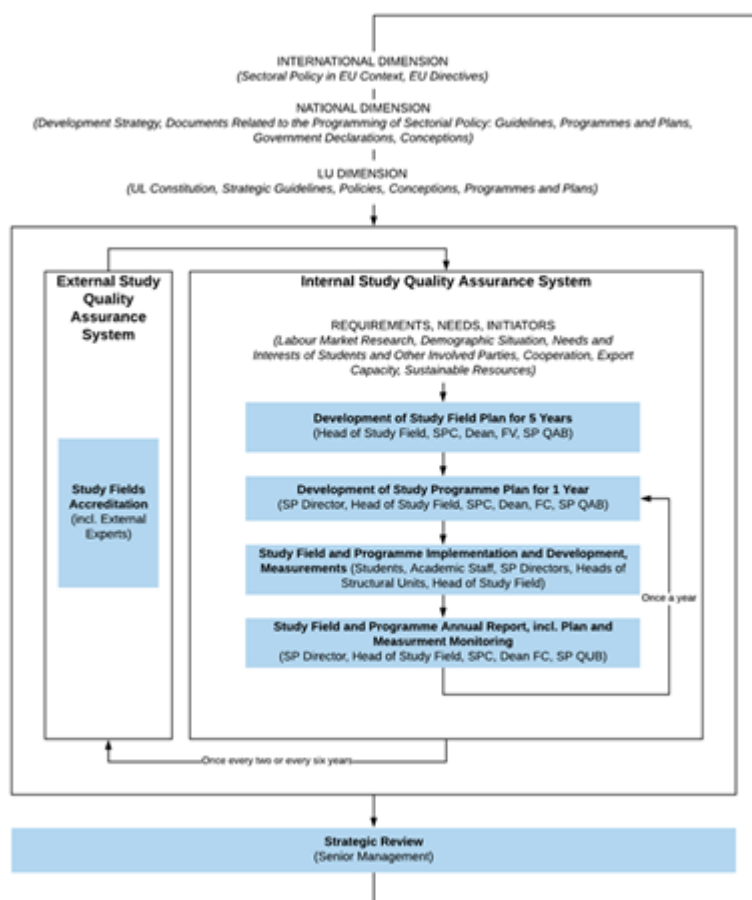 INTERNATIONAL DIMENSION
(Sectoral Policy in EU Context, EU Directives)
NATIONAL DIMENSION
(Development Strategy, Documents Related to the Programming of Sectorial Policy: Guidelines, Programmes and Plans,
Government Declarations, Conceptions)
LU DIMENSION
(UL Constitution, Strategic Guidelines, Policies, Conceptions, Programmes and Plans)
External Study
Quality
Assurance
System
Study Fields
Accreditation
(incl. External
Experts)
Internal Study Quality Assurance System
REQUIREMENTS, NEEDS, INITIATORS
(Labour Market Research, Demographic Situation, Needs and
Interests of Students and Other Involved Parties, Cooperation, Export
Capacity, Sustainable Resources)
Development of Study Field Plan for 5 Years
(Head of Study Field, SPC, Dean, FV, SP QAB)
Development of Study Programme Plan for 1 Year
(SP Director, Head of Study Field, SPC, Dean, FC, SP QAB)
Study Field and Programme Implementation and Development,
Measurements (Students, Academic Staff, SP Directors, Heads of
Structural Units, Head of Study Field)
Once a year
Study Field and Programme Annual Report, incl. Plan and
Measurment Monitoring
(SP Director, Head of Study Field, SPC, Dean FC, SP QUB)
Once every two or every six years
Strategic Review
(Senior Management)